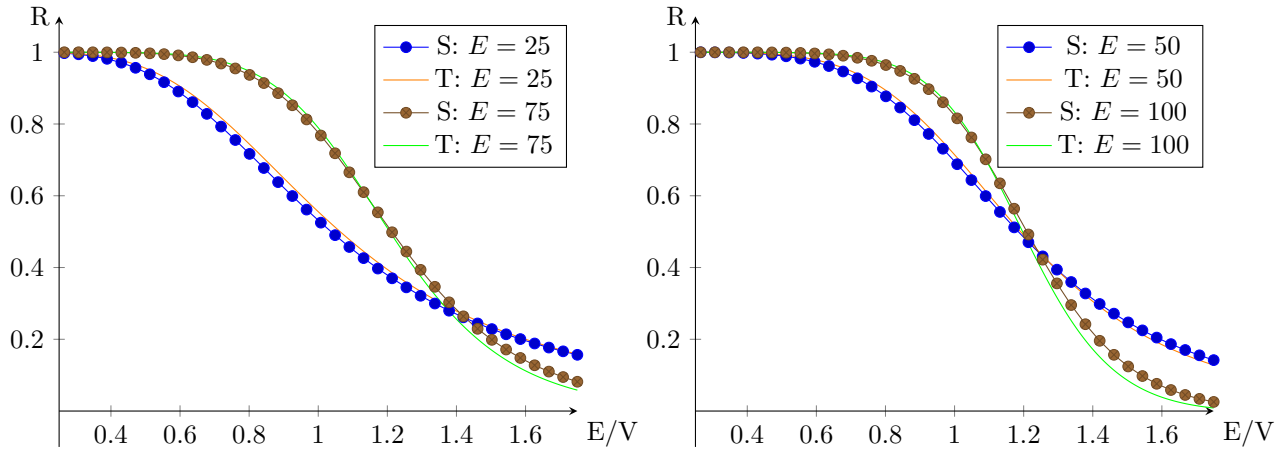 R
1
0.8
0.6
0.4
0.2
0.4 0.6 0.8 1 1.2 1.4 1.6
E/V
S: E = 25
T: E = 25
S: E = 75
T: E = 75
R
1
0.8
0.6
0.4
0.2
0.4 0.6 0.8 1 1.2 1.4 1.6
E/V
S: E = 50
T: E = 50
S: E = 100
T: E = 100